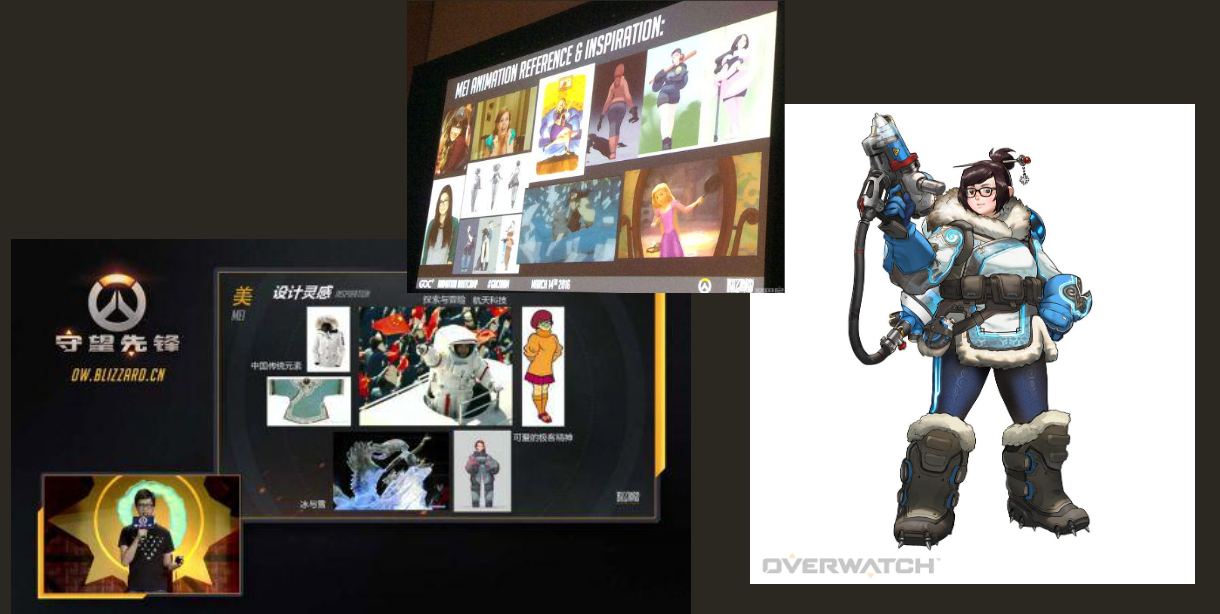 MEI ANIMATION REFERENCE & INSPIRATION:
GDC
ANIMATION BOOTCAMP
MARCH 14TH 2016
BLIZZARD
守望先锋
OW.BLIZZARD.CN
美
MEI
设计灵感 INSPIRATION
探索与冒险 航天科技
中国传统元素
可爱的极客精神
冰与雪
BLIZZARD
OVERWATCH